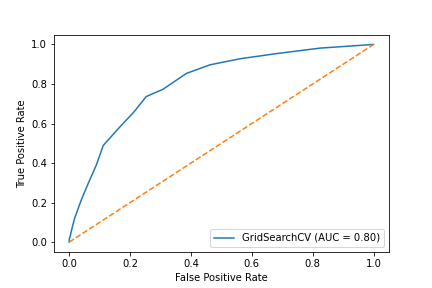 1.0
0.8
0.6
0.4
0.2
0.0
True Positive Rate
GridSearchCV (AUC = 0.80)
0.0 0.2 0.4 0.6 0.8 1.0
False Positive Rate